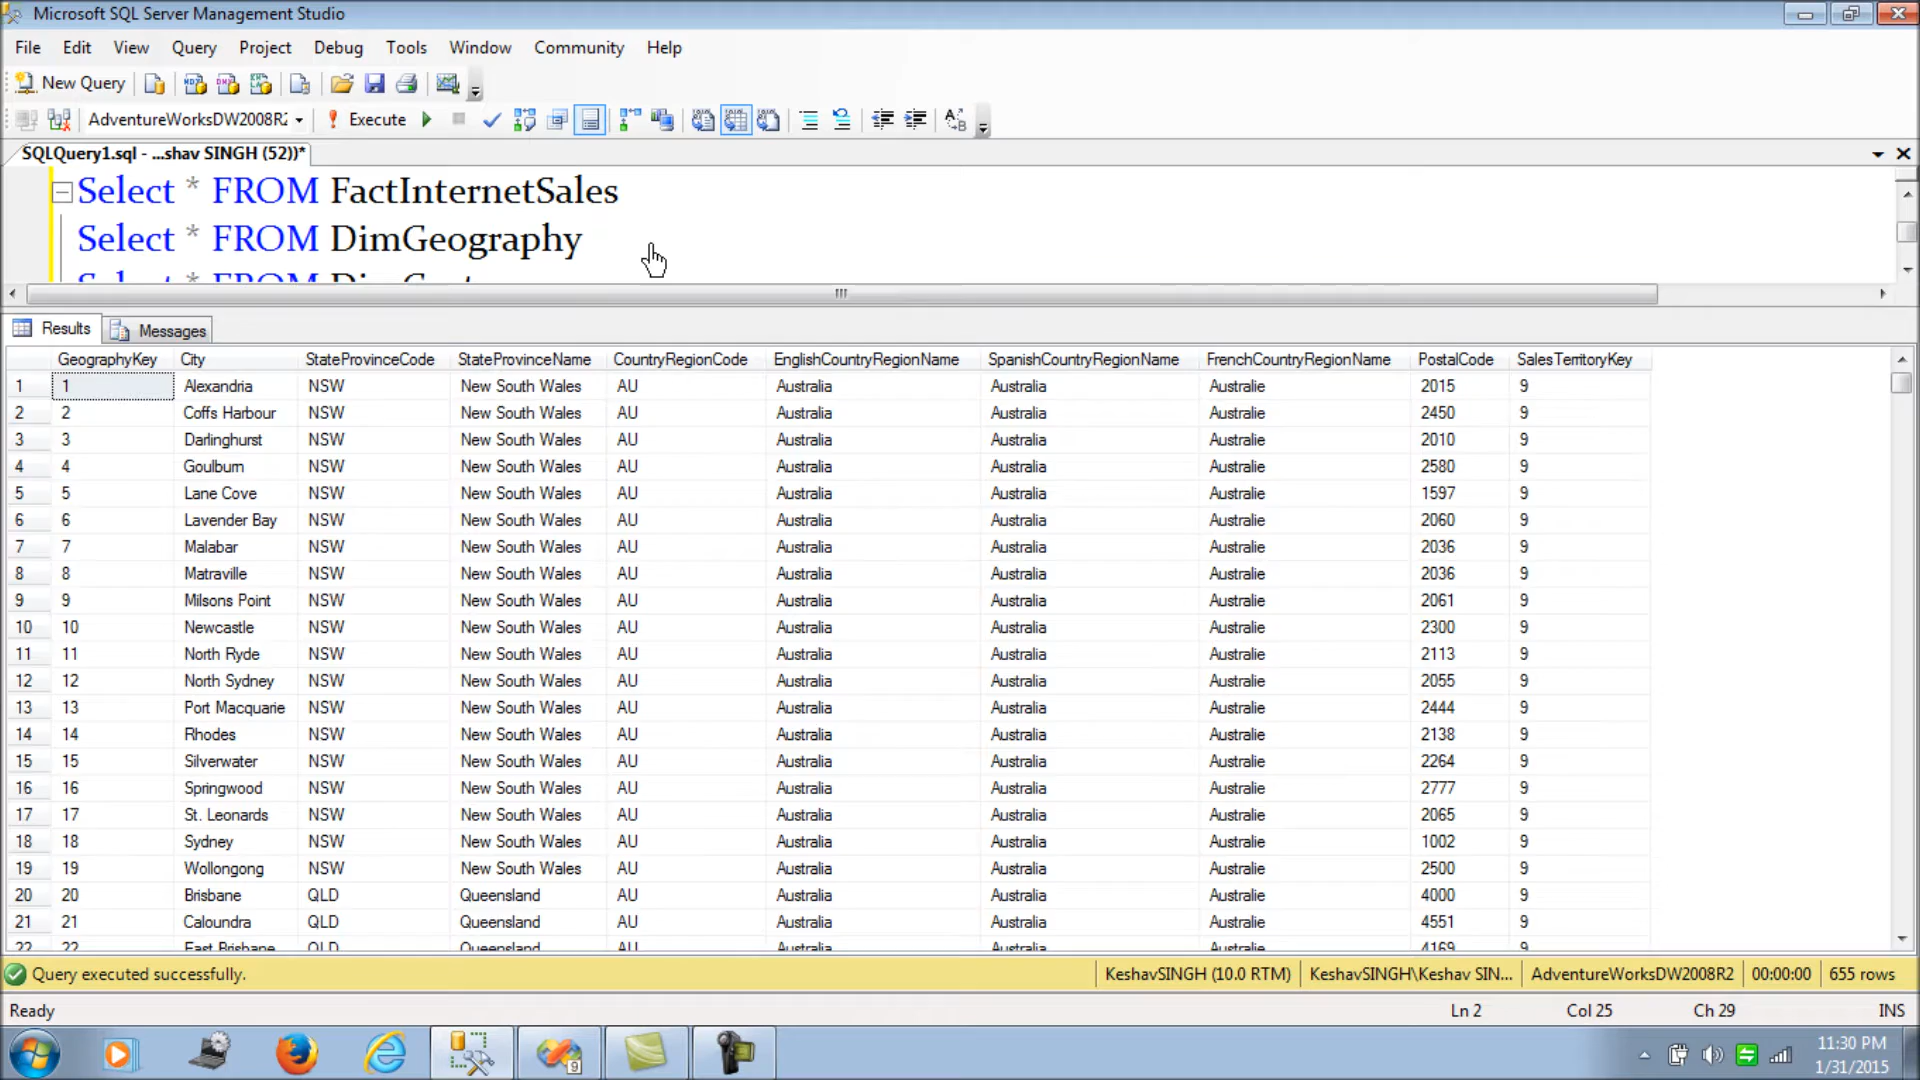 Microsoft SQL Server Management Studio
File Edit View Query Project Debug Tools Window Community Help
New Query
AdventureWorksDW2008R2 Execute
SQLQuery1.sql - ...shav SINGH (52))*
Select * FROM FactInternetSales
Select * FROM DimGeography
Select * FROM
Results Messages
GeographyKey City StateProvinceCode StateProvinceName CountryRegionCode EnglishCountryRegionName SpanishCountryRegionName FrenchCountryRegionName PostalCode SalesTerritoryKey
1 1 Alexandria NSW New South Wales AU Australia Australia Australie 2015 9
2 2 Coffs Harbour NSW New South Wales AU Australia Australia Australie 2450 9
3 3 Darlinghurst NSW New South Wales AU Australia Australia Australie 2010 9
4 4 Goulburn NSW New South Wales AU Australia Australia Australie 2580 9
5 5 Lane Cove NSW New South Wales AU Australia Australia Australie 1597 9
6 6 Lavender Bay NSW New South Wales AU Australia Australia Australie 2060 9
7 7 Malabar NSW New South Wales AU Australia Australia Australie 2036 9
8 8 Matraville NSW New South Wales AU Australia Australia Australie 2036 9
9 9 Milsons Point NSW New South Wales AU Australia Australia Australie 2061 9
10 10 Newcastle NSW New South Wales AU Australia Australia Australie 2300 9
11 11 North Ryde NSW New South Wales AU Australia Australia Australie 2113 9
12 12 North Sydney NSW New South Wales AU Australia Australia Australie 2055 9
13 13 Port Macquarie NSW New South Wales AU Australia Australia Australie 2444 9
14 14 Rhodes NSW New South Wales AU Australia Australia Australie 2138 9
15 15 Silverwater NSW New South Wales AU Australia Australia Australie 2264 9
16 16 Springwood NSW New South Wales AU Australia Australia Australie 2777 9
17 17 St. Leonards NSW New South Wales AU Australia Australia Australie 2065 9
18 18 Sydney NSW New South Wales AU Australia Australia Australie 1002 9
19 19 Wollongong NSW New South Wales AU Australia Australia Australie 2500 9
20 20 Brisbane QLD Queensland AU Australia Australia Australie 4000 9
21 21 Caloundra QLD Queensland AU Australia Australia Australie 4551 9
22 22 East Brisbane QLD Queensland AU Australia Australia Australie 4169 9
Query executed successfully. KeshavSINGH (10.0 RTM) KeshavSINGH\Keshav SIN... AdventureWorksDW2008R2 00:00:00 655 rows
Ready Ln 2 Col 25 Ch 29 INS
9
11:30 PM
1/31/2015